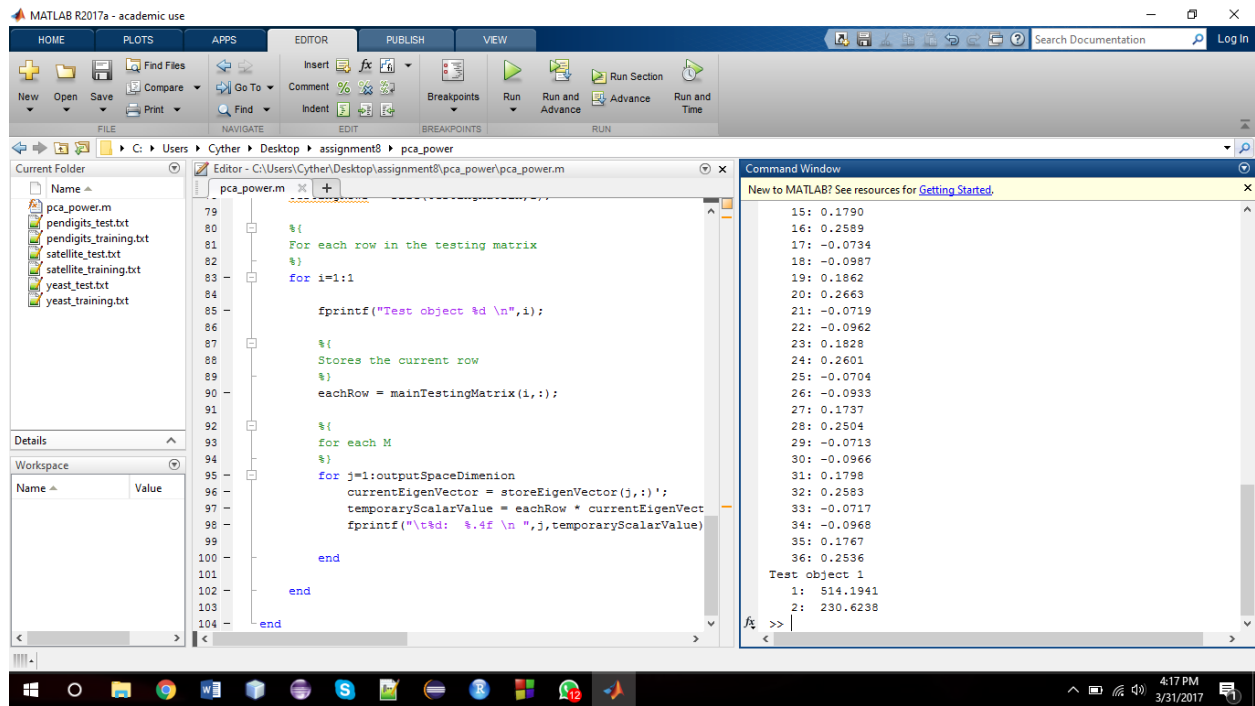 MATLAB R2017a - academic use
HOME PLOTS APPS EDITOR PUBLISH VIEW
Search Documentation
Log In
New Open Save
Find Files
Compare
Print
Go To
Find
Insert
Comment
Indent
Breakpoints
Run
Run and Advance
Run Section
Advance
Run and Time
FILE NAVIGATE EDIT BREAKPOINTS RUN
C: Users Cyther Desktop assignment8 pca_power
Current Folder
Name
pca_power.m
pendigits_test.txt
pendigits_training.txt
satellite_test.txt
satellite_training.txt
yeast_test.txt
yeast_training.txt
Details
Workspace
Name Value
Editor - C:\Users\Cyther\Desktop\assignment8\pca_power\pca_power.m
pca_power.m
79
80 %{
81 For each row in the testing matrix
82 %}
83 for i=1:1
84
85 fprintf("Test object %d \n",i);
86
87 %{
88 Stores the current row
89 %}
90 eachRow = mainTestingMatrix(i,:);
91
92 %{
93 for each M
94 %}
95 for j=1:outputSpaceDimenion
96 currentEigenVector = storeEigenVector(j,:)';
97 temporaryScalarValue = eachRow * currentEigenVect
98 fprintf("\t%d:  %.4f \n ",j,temporaryScalarValue)
99
100 end
101
102 end
103
104 end
Command Window
New to MATLAB? See resources for Getting Started.
15: 0.1790
16: 0.2589
17: -0.0734
18: -0.0987
19: 0.1862
20: 0.2663
21: -0.0719
22: -0.0962
23: 0.1828
24: 0.2601
25: -0.0704
26: -0.0933
27: 0.1737
28: 0.2504
29: -0.0713
30: -0.0966
31: 0.1798
32: 0.2583
33: -0.0717
34: -0.0968
35: 0.1767
36: 0.2536
Test object 1
1:  514.1941
2:  230.6238
fx >>
4:17 PM
3/31/2017